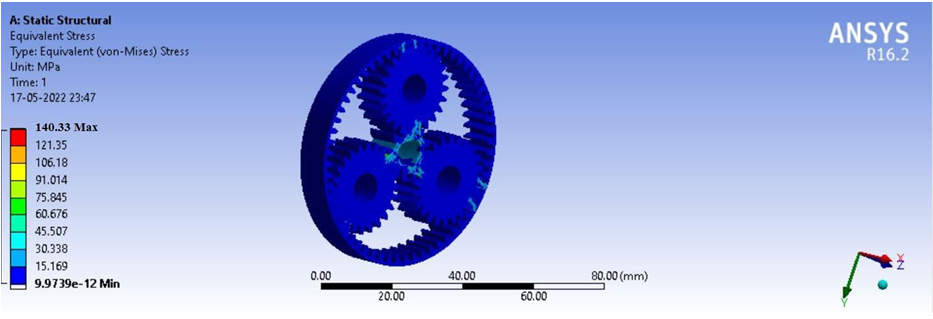 A: Static Structural
Equivalent Stress
Type: Equivalent (von-Mises) Stress
Unit: MPa
Time: 1
17-05-2022 23:47
ANSYS
R16.2
140.33 Max
121.35
106.18
91.014
75.845
60.676
45.507
30.338
15.169
9.9739e-12 Min
0.00 40.00 80.00 (mm)
20.00 60.00
X
Z
Y